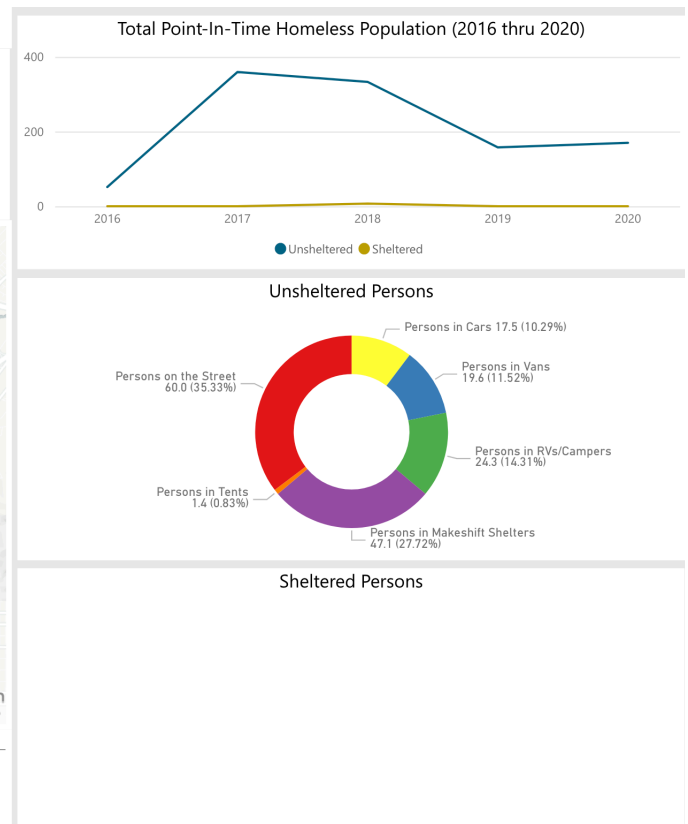 Total Point-In-Time Homeless Population (2016 thru 2020)
400
200
0
2016 2017 2018 2019 2020
Unsheltered Sheltered
Unsheltered Persons
Persons in Cars 17.5 (10.29%)
Persons in Vans
19.6 (11.52%)
Persons on the Street
60.0 (35.33%)
Persons in RVs/Campers
24.3 (14.31%)
Persons in Tents
1.4 (0.83%)
Persons in Makeshift Shelters
47.1 (27.72%)
Sheltered Persons